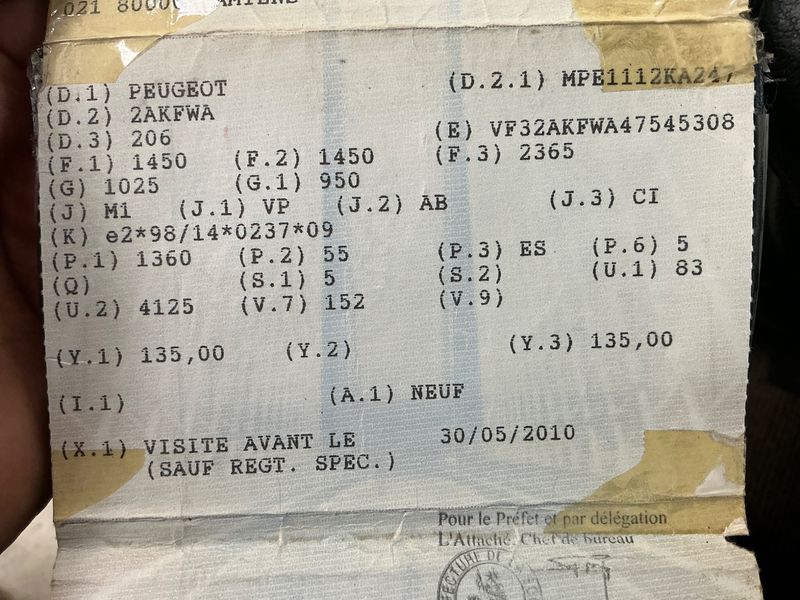 021 8000 AMIENS
(D.1) PEUGEOT (D.2.1) MPE1112KA247
(D.2) 2AKFWA
(D.3) 206 (E) VF32AKFWA47545308
(F.1) 1450 (F.2) 1450 (F.3) 2365
(G) 1025 (G.1) 950
(J) M1 (J.1) VP (J.2) AB (J.3) CI
(K) e2*98/14*0237*09
(P.1) 1360 (P.2) 55 (P.3) ES (P.6) 5
(Q) (S.1) 5 (S.2) (U.1) 83
(U.2) 4125 (V.7) 152 (V.9)
(Y.1) 135,00 (Y.2) (Y.3) 135,00
(I.1) (A.1) NEUF
(X.1) VISITE AVANT LE 30/05/2010
(SAUF REGT. SPEC.)
Pour le Préfet et par délégation
L'Attaché, Chef de bureau